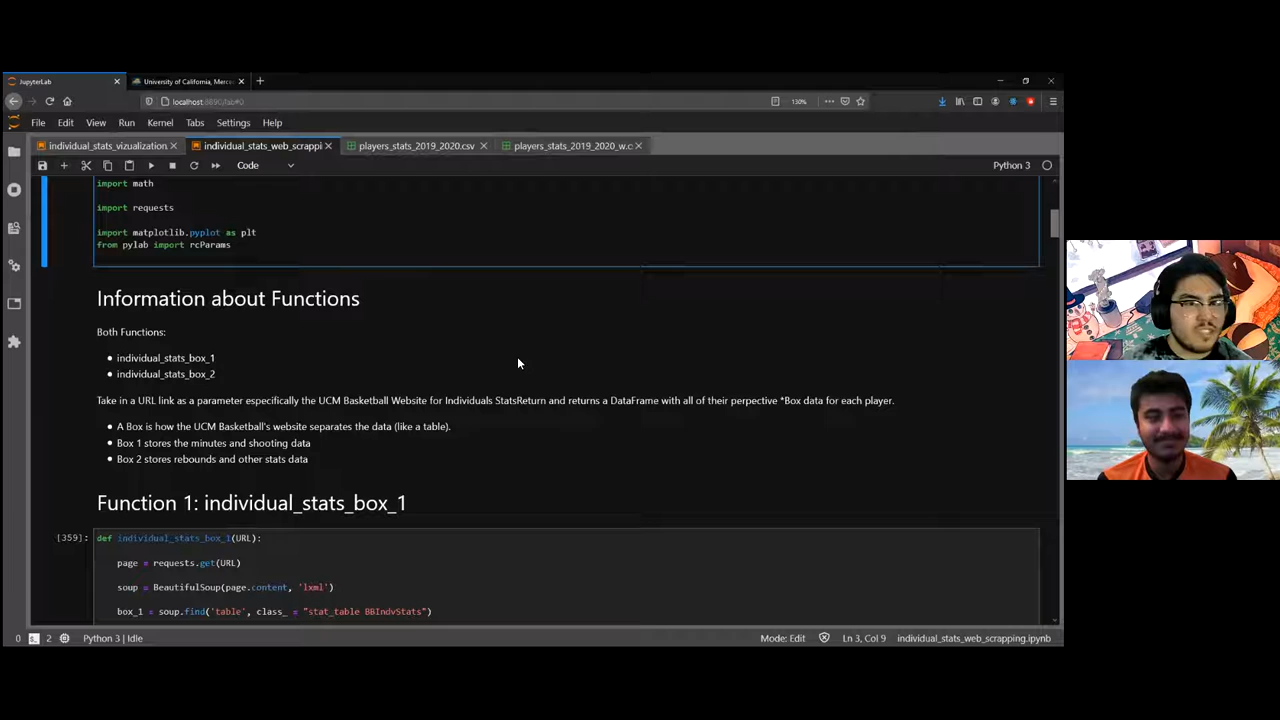 JupyterLab
University of California, Merce
localhost:8890/lab#0
130%
File Edit View Run Kernel Tabs Settings Help
individual_stats_vizualization.
individual_stats_web_scrappi
players_stats_2019_2020.csv
players_stats_2019_2020_w.c
Code
Python 3
import math
import requests
import matplotlib.pyplot as plt
from pylab import rcParams
Information about Functions
Both Functions:
individual_stats_box_1
individual_stats_box_2
Take in a URL link as a parameter especifically the UCM Basketball Website for Individuals StatsReturn and returns a DataFrame with all of their perpective *Box data for each player.
A Box is how the UCM Basketball's website separates the data (like a table).
Box 1 stores the minutes and shooting data
Box 2 stores rebounds and other stats data
Function 1: individual_stats_box_1
[359]: def individual_stats_box_1(URL):
page = requests.get(URL)
soup = BeautifulSoup(page.content, 'lxml')
box_1 = soup.find('table', class_ = "stat_table BBIndvStats")
0 2 Python 3 | Idle
Mode: Edit Ln 3, Col 9 individual_stats_web_scrapping.ipynb